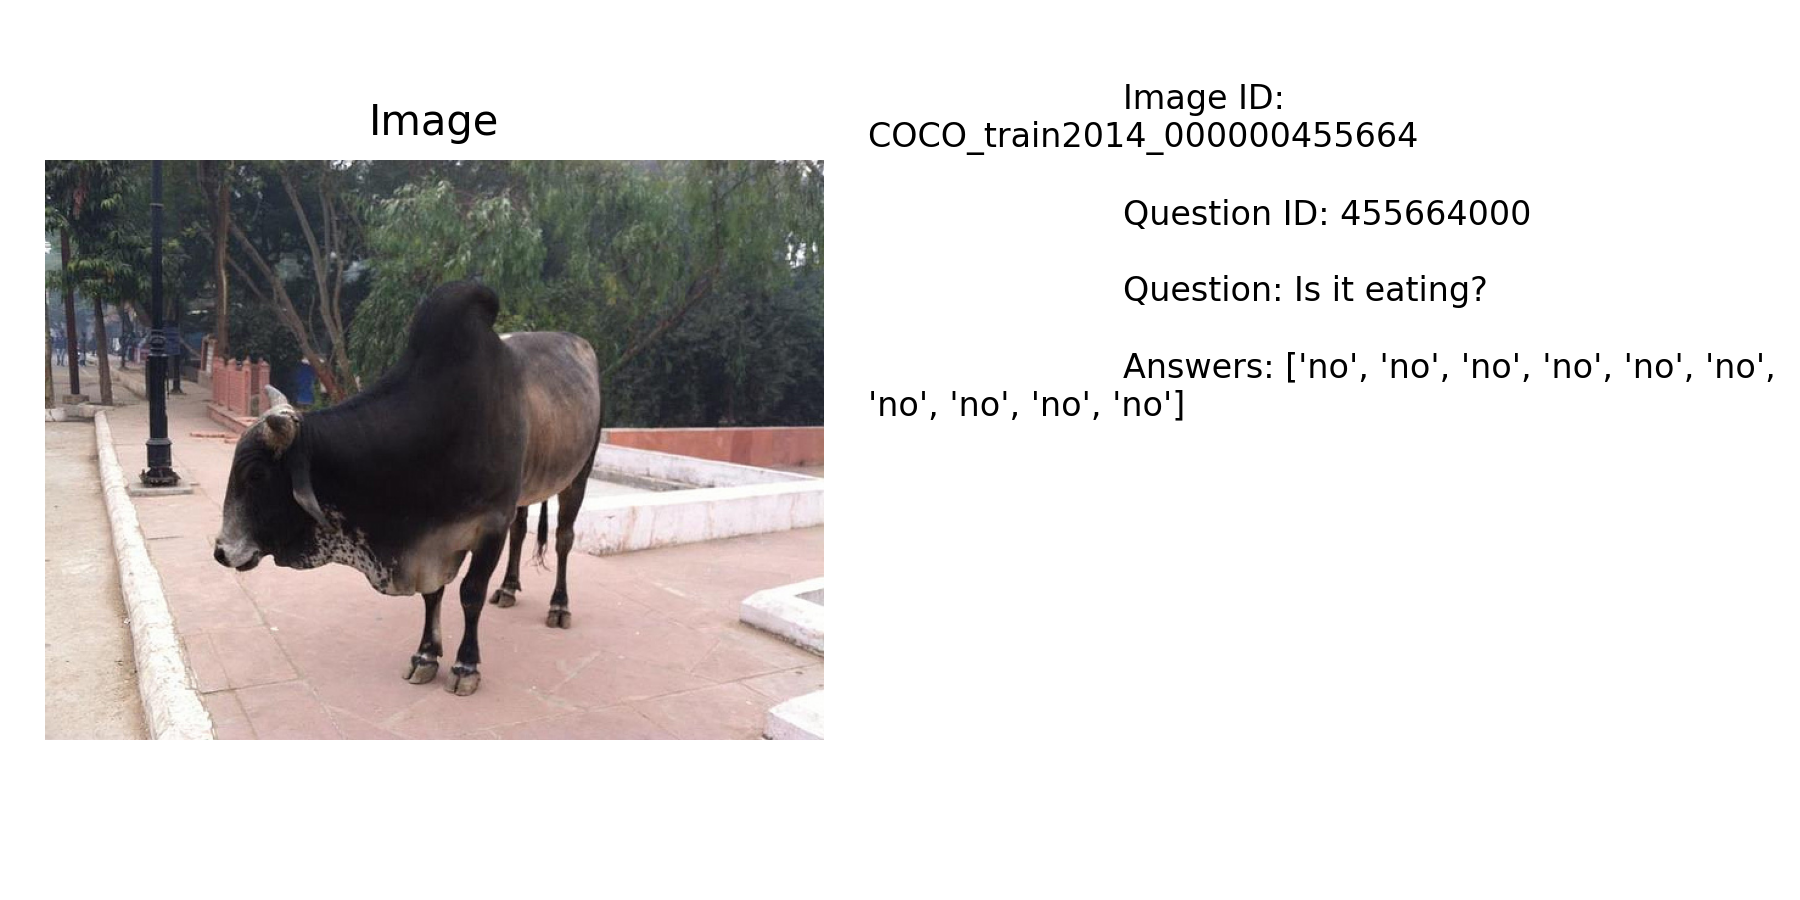 Image
Image ID:
COCO_train2014_000000455664
Question ID: 455664000
Question: Is it eating?
Answers: ['no', 'no', 'no', 'no', 'no', 'no',
'no', 'no', 'no', 'no']